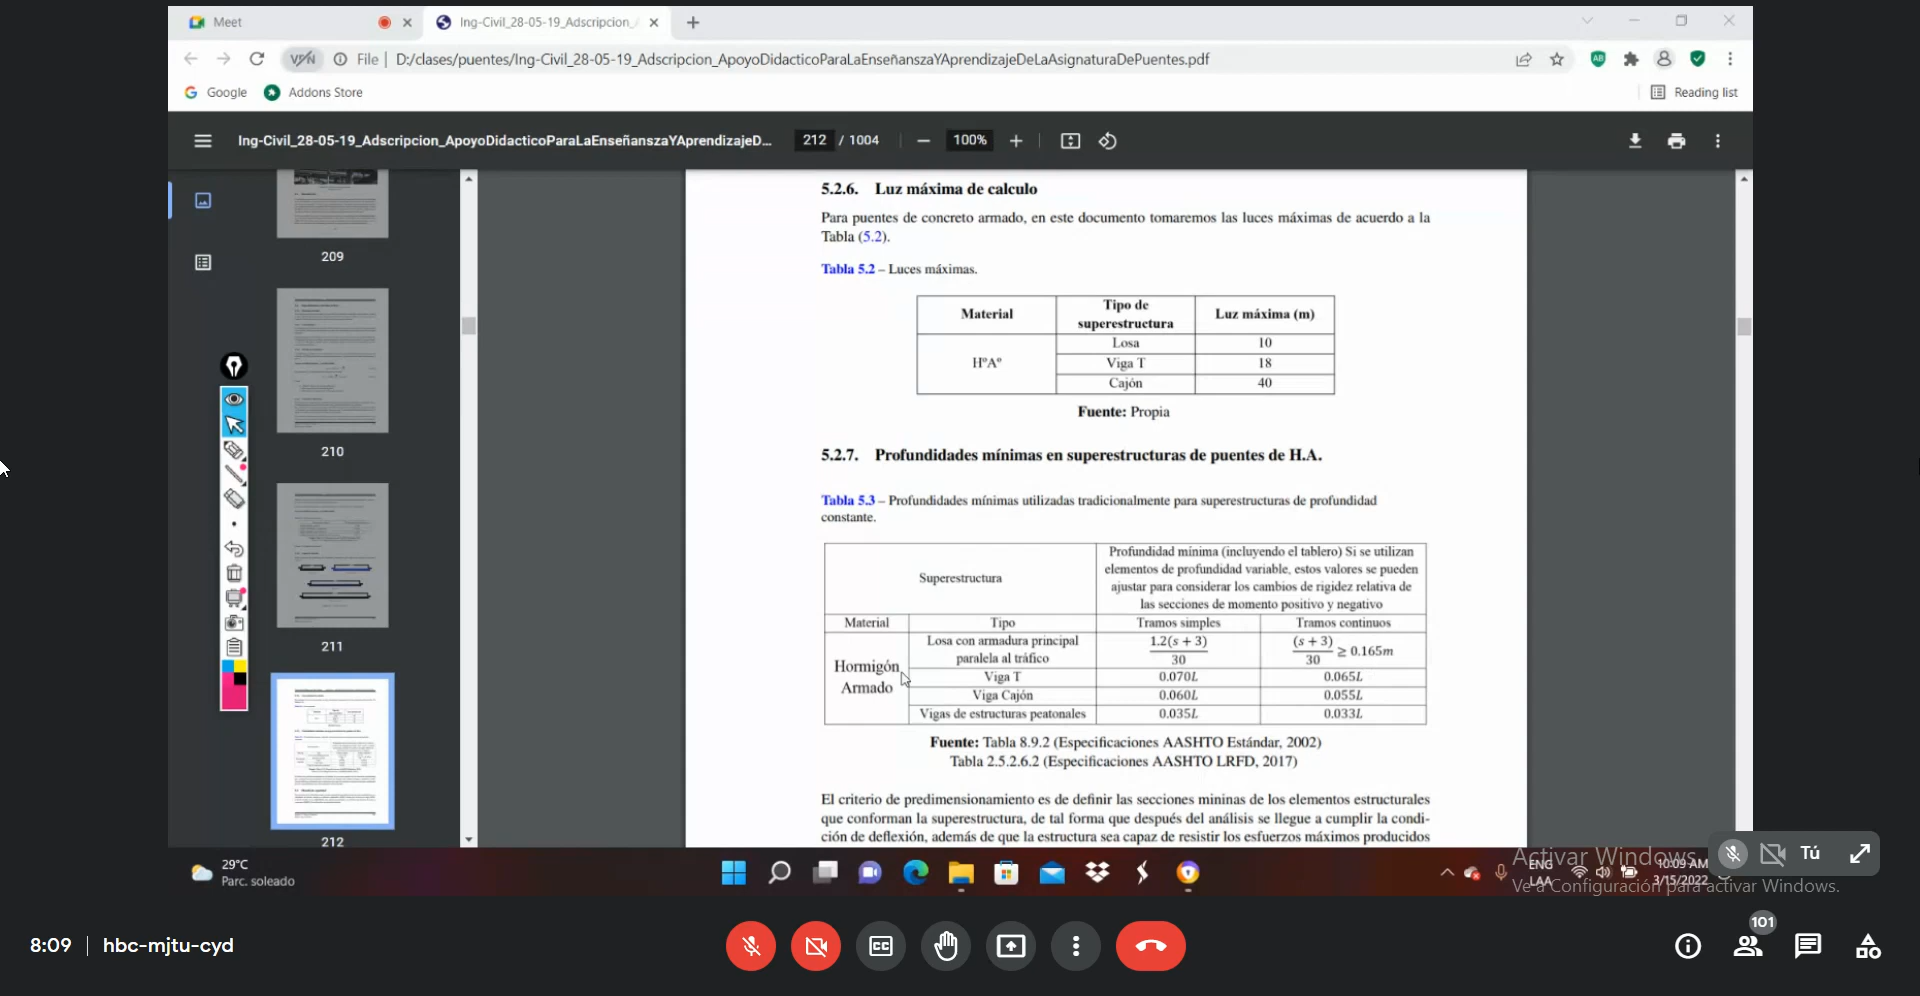 Meet
Ing-Civil_28-05-19_Adscripcion_
VPN
File | D:/clases/puentes/Ing-Civil_28-05-19_Adscripcion_ApoyoDidacticoParaLaEnseñanszaYAprendizajeDeLaAsignaturaDePuentes.pdf
Google
Addons Store
Reading list
Ing-Civil_28-05-19_Adscripcion_ApoyoDidacticoParaLaEnseñanszaYAprendizajeD...
212 / 1004
100%
209
210
211
212
5.2.6. Luz máxima de calculo
Para puentes de concreto armado, en este documento tomaremos las luces máximas de acuerdo a la
Tabla (5.2).
Tabla 5.2 – Luces máximas.
Material
Tipo de
superestructura
Luz máxima (m)
HºAº
Losa 10
Viga T 18
Cajón 40
Fuente: Propia
5.2.7. Profundidades mínimas en superestructuras de puentes de H.A.
Tabla 5.3 – Profundidades mínimas utilizadas tradicionalmente para superestructuras de profundidad
constante.
Superestructura
Profundidad mínima (incluyendo el tablero) Si se utilizan
elementos de profundidad variable, estos valores se pueden
ajustar para considerar los cambios de rigidez relativa de
las secciones de momento positivo y negativo
Material Tipo Tramos simples Tramos continuos
Hormigón
Armado
Losa con armadura principal
paralela al tráfico
1.2(s + 3)
30
(s + 3)
30
≥ 0.165m
Viga T 0.070L 0.065L
Viga Cajón 0.060L 0.055L
Vigas de estructuras peatonales 0.035L 0.033L
Fuente: Tabla 8.9.2 (Especificaciones AASHTO Estándar, 2002)
Tabla 2.5.2.6.2 (Especificaciones AASHTO LRFD, 2017)
El criterio de predimensionamiento es de definir las secciones mininas de los elementos estructurales
que conforman la superestructura, de tal forma que después del análisis se llegue a cumplir la condi-
ción de deflexión, además de que la estructura sea capaz de resistir los esfuerzos máximos producidos
29°C
Parc. soleado
ENG
LAA
10:09 AM
3/15/2022
Activar Windows
Ve a Configuración para activar Windows.
Tú
8:09 | hbc-mjtu-cyd
101